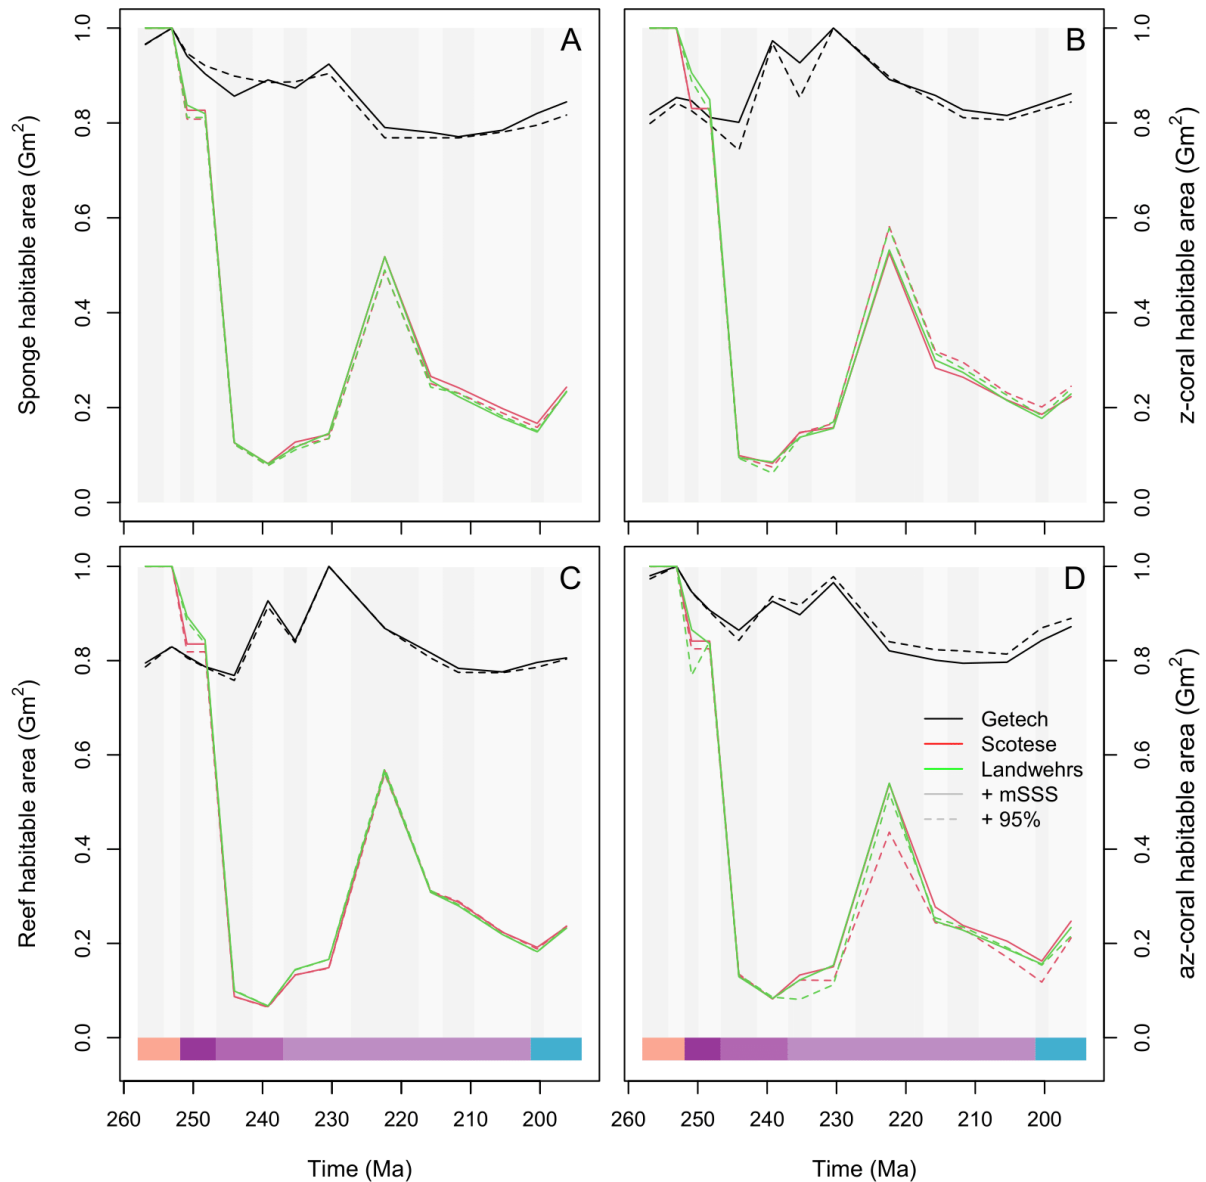 A
1.0
0.8
0.6
0.4
0.2
0.0
Sponge habitable area (Gm²)
B
1.0
0.8
0.6
0.4
0.2
0.0
z-coral habitable area (Gm²)
C
1.0
0.8
0.6
0.4
0.2
0.0
Reef habitable area (Gm²)
260 250 240 230 220 210 200
Time (Ma)
D
Getech
Scotese
Landwehrs
+ mSSS
+ 95%
1.0
0.8
0.6
0.4
0.2
0.0
az-coral habitable area (Gm²)
260 250 240 230 220 210 200
Time (Ma)